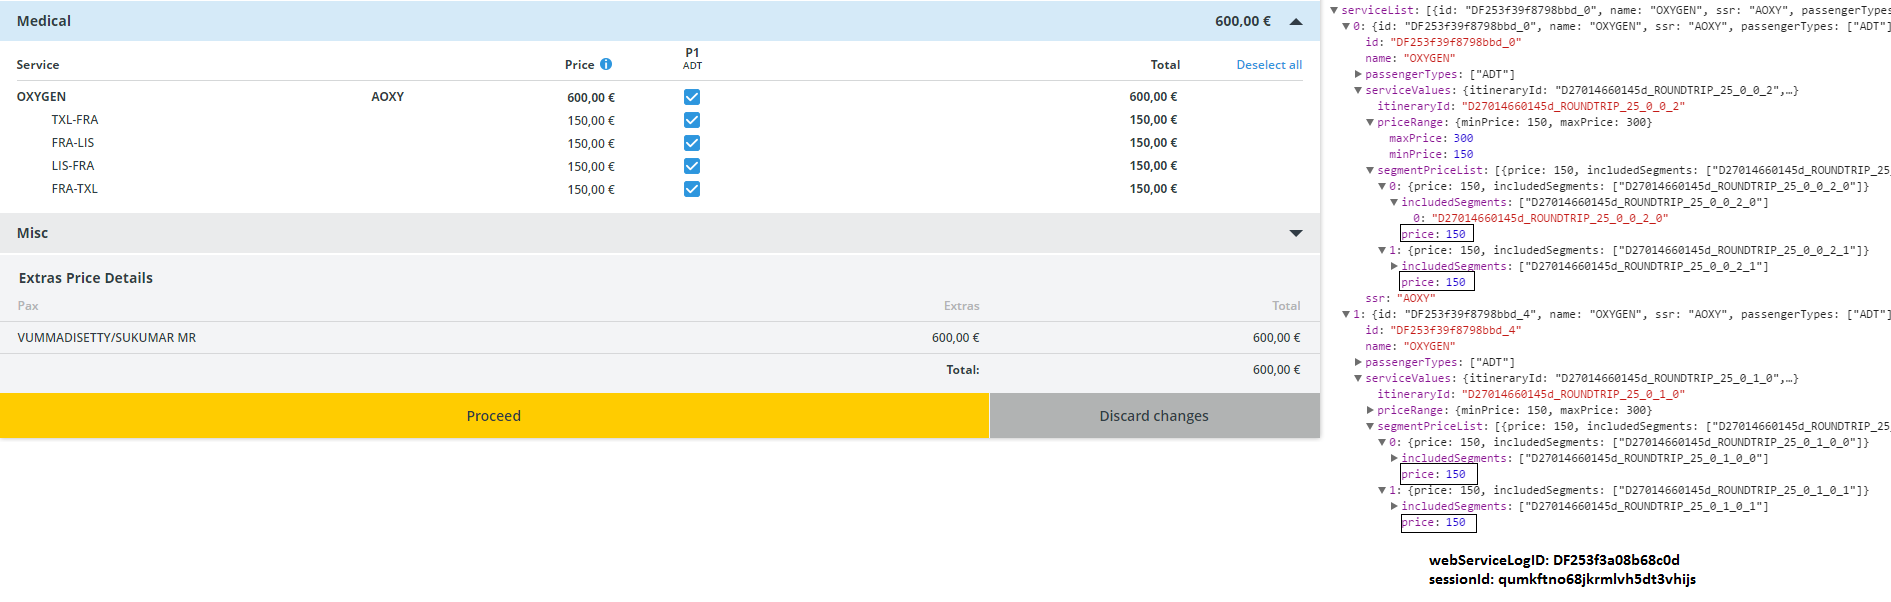 Medical 600,00 €
P1
Service Price ADT Total Deselect all
OXYGEN AOXY 600,00 € 600,00 €
TXL-FRA 150,00 € 150,00 €
FRA-LIS 150,00 € 150,00 €
LIS-FRA 150,00 € 150,00 €
FRA-TXL 150,00 € 150,00 €
Misc
Extras Price Details
Pax Extras Total
VUMMADISETTY/SUKUMAR MR 600,00 € 600,00 €
Total: 600,00 €
Proceed Discard changes
serviceList: [{id: "DF253f39f8798bbd_0", name: "OXYGEN", ssr: "AOXY", passengerTypes
0: {id: "DF253f39f8798bbd_0", name: "OXYGEN", ssr: "AOXY", passengerTypes: ["ADT"]
id: "DF253f39f8798bbd_0"
name: "OXYGEN"
passengerTypes: ["ADT"]
serviceValues: {itineraryId: "D27014660145d_ROUNDTRIP_25_0_0_2",…}
itineraryId: "D27014660145d_ROUNDTRIP_25_0_0_2"
priceRange: {minPrice: 150, maxPrice: 300}
maxPrice: 300
minPrice: 150
segmentPriceList: [{price: 150, includedSegments: ["D27014660145d_ROUNDTRIP_25
0: {price: 150, includedSegments: ["D27014660145d_ROUNDTRIP_25_0_0_2_0"]}
includedSegments: ["D27014660145d_ROUNDTRIP_25_0_0_2_0"]
0: "D27014660145d_ROUNDTRIP_25_0_0_2_0"
price: 150
1: {price: 150, includedSegments: ["D27014660145d_ROUNDTRIP_25_0_0_2_1"]}
includedSegments: ["D27014660145d_ROUNDTRIP_25_0_0_2_1"]
price: 150
ssr: "AOXY"
1: {id: "DF253f39f8798bbd_4", name: "OXYGEN", ssr: "AOXY", passengerTypes: ["ADT"]
id: "DF253f39f8798bbd_4"
name: "OXYGEN"
passengerTypes: ["ADT"]
serviceValues: {itineraryId: "D27014660145d_ROUNDTRIP_25_0_1_0",…}
itineraryId: "D27014660145d_ROUNDTRIP_25_0_1_0"
priceRange: {minPrice: 150, maxPrice: 300}
segmentPriceList: [{price: 150, includedSegments: ["D27014660145d_ROUNDTRIP_25
0: {price: 150, includedSegments: ["D27014660145d_ROUNDTRIP_25_0_1_0_0"]}
includedSegments: ["D27014660145d_ROUNDTRIP_25_0_1_0_0"]
price: 150
1: {price: 150, includedSegments: ["D27014660145d_ROUNDTRIP_25_0_1_0_1"]}
includedSegments: ["D27014660145d_ROUNDTRIP_25_0_1_0_1"]
price: 150
webServiceLogID: DF253f3a08b68c0d
sessionId: qumkftno68jkrmlvh5dt3vhijs